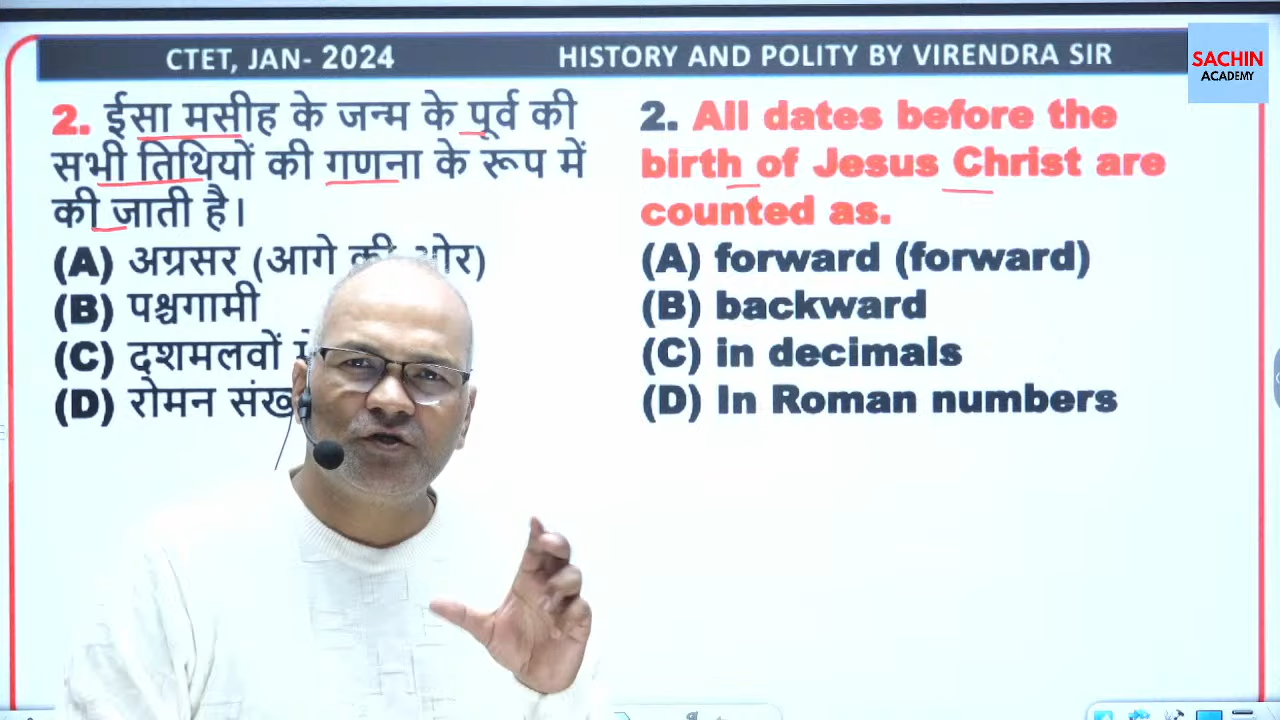 CTET, JAN- 2024
HISTORY AND POLITY BY VIRENDRA SIR
SACHIN
ACADEMY
2. ईसा मसीह के जन्म के पूर्व की
सभी तिथियों की गणना के रूप में
की जाती है।
(A) अग्रसर (आगे की ओर)
(B) पश्चगामी
(C) दशमलवों
(D) रोमन
2. All dates before the
birth of Jesus Christ are
counted as.
(A) forward (forward)
(B) backward
(C) in decimals
(D) In Roman numbers